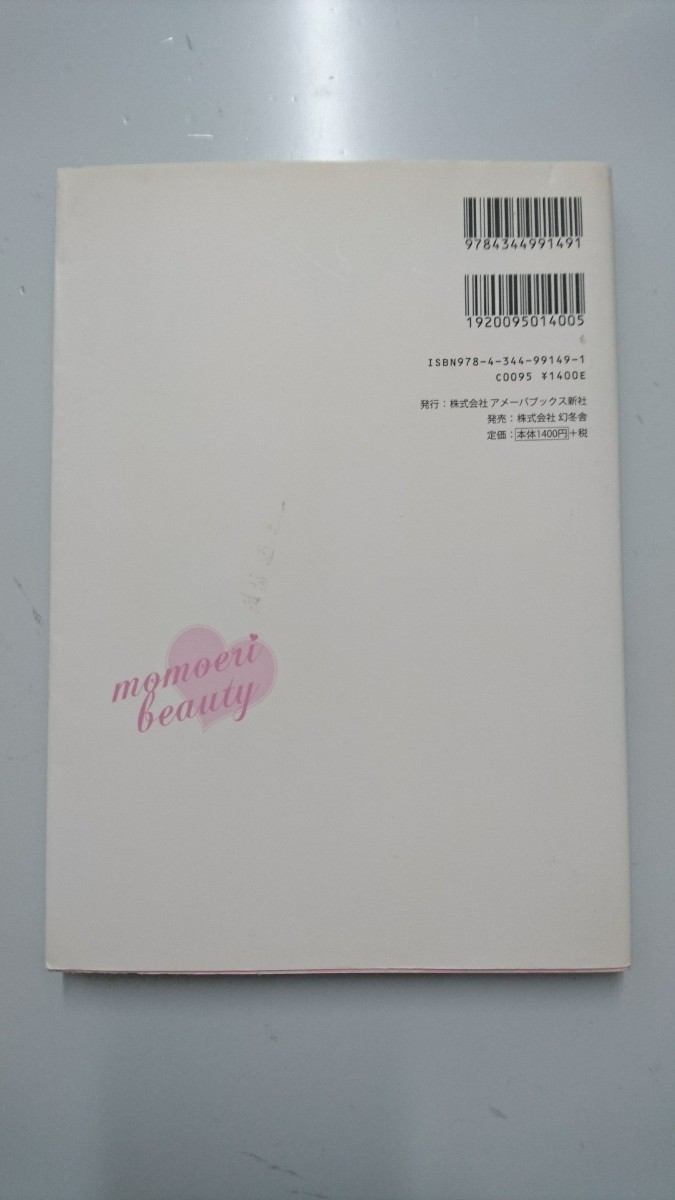 9784344991491
1920095014005
ISBN978-4-344-99149-1
C0095 ¥1400E
発行：株式会社 アメーバブックス新社
発売：株式会社 幻冬舎
定価：本体1400円+税
momoeri
beauty